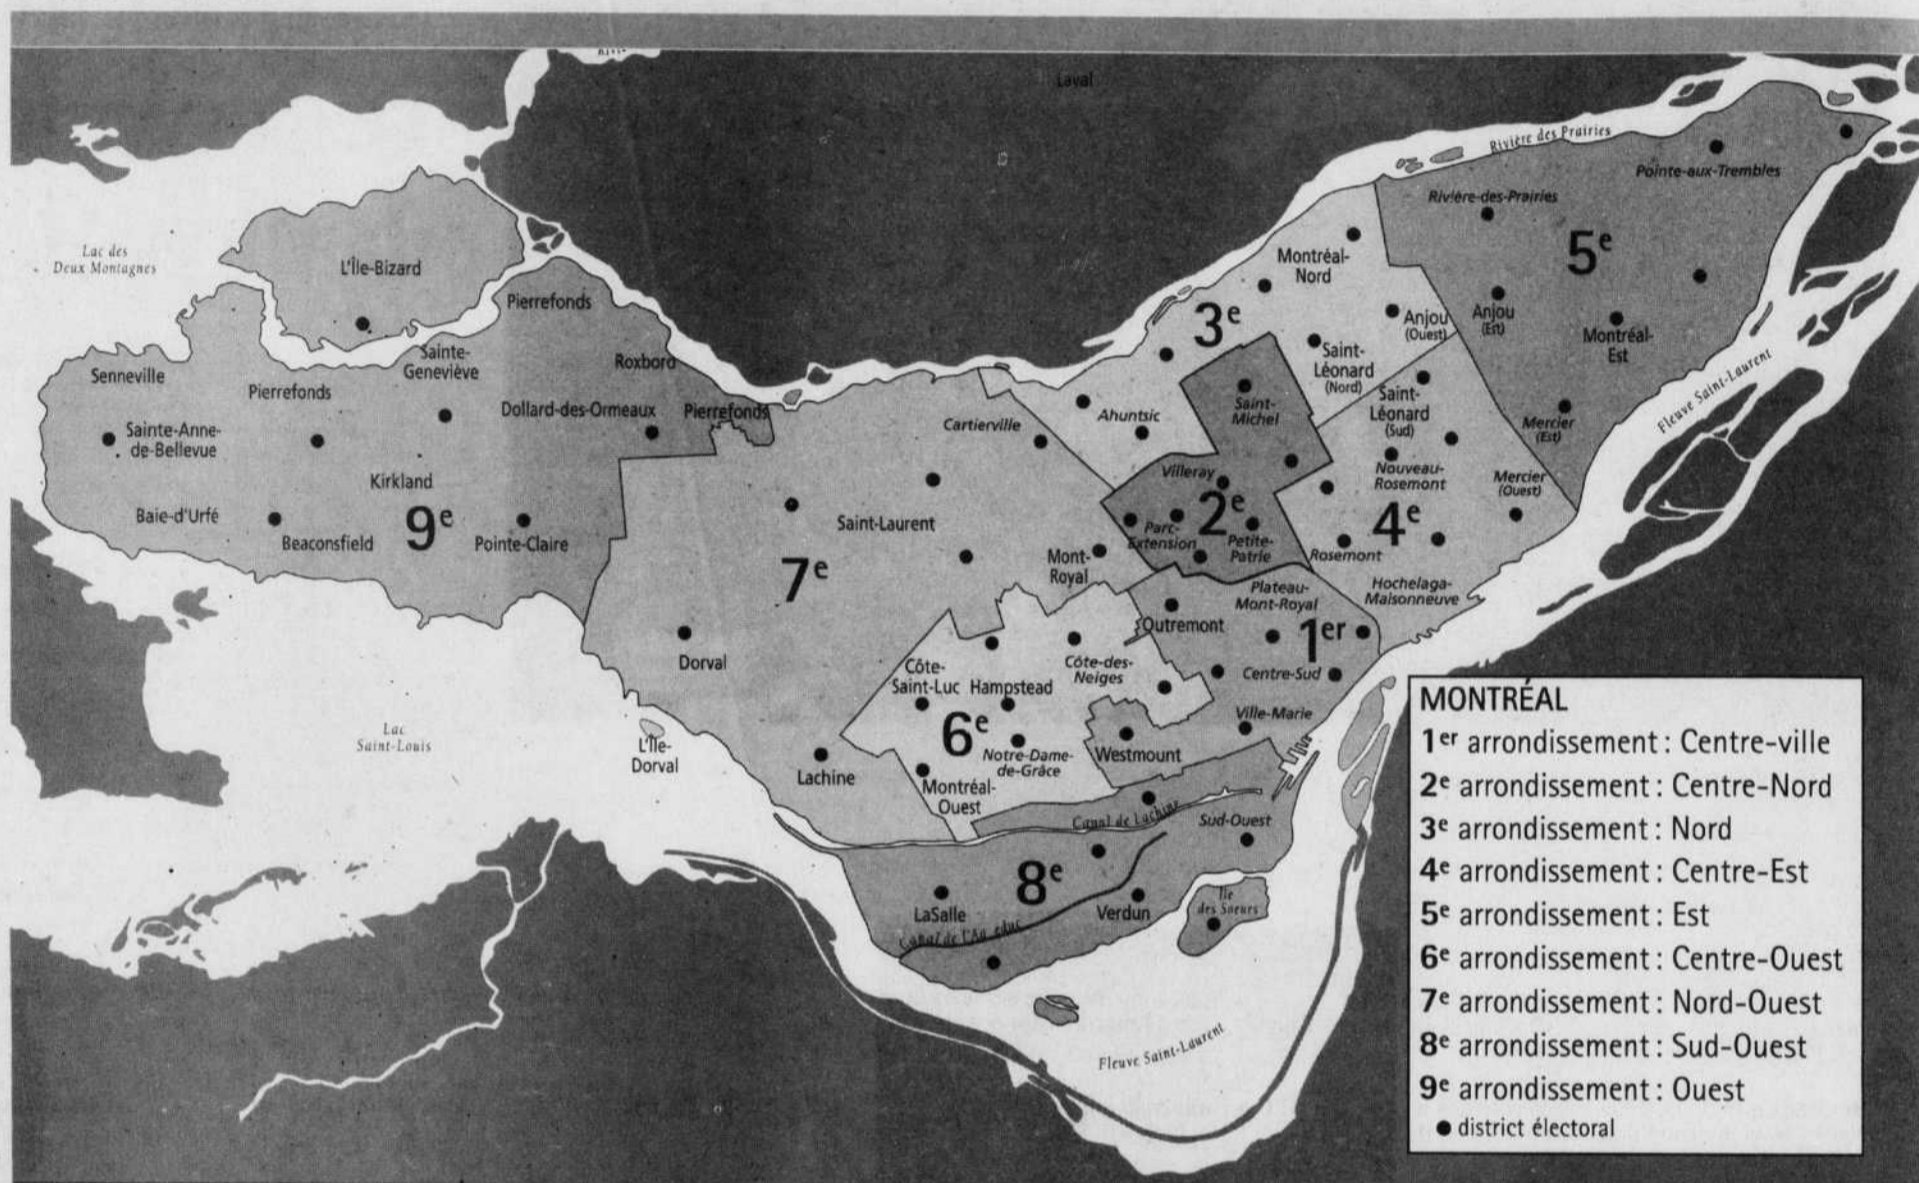 Laval
Rivière des Prairies
Pointe-aux-Trembles
Rivière-des-Prairies
5e
Lac des
Deux Montagnes
L'Île-Bizard
Pierrefonds
Montréal-
Nord
3e
Anjou
(Ouest)
Anjou
(Est)
Montréal-
Est
Senneville
Pierrefonds
Sainte-
Geneviève
Roxbord
Saint-
Léonard
(Nord)
Fleuve Saint-Laurent
Dollard-des-Ormeaux
Pierrefonds
Cartierville
Ahuntsic
Saint-
Michel
Saint-
Léonard
(Sud)
Mercier
(Est)
Sainte-Anne-
de-Bellevue
Kirkland
Villeray
2e
Nouveau-
Rosemont
Mercier
(Ouest)
Baie-d'Urfé
Beaconsfield
9e
Pointe-Claire
Saint-Laurent
7e
Mont-
Royal
Parc-
Extension
Petite-
Patrie
Rosemont
4e
Hochelaga-
Maisonneuve
Plateau-
Mont-Royal
Outremont
1er
Dorval
Côte-
Saint-Luc
Hampstead
Côte-des-
Neiges
Centre-Sud
6e
Ville-Marie
Lac
Saint-Louis
L'Île-
Dorval
Lachine
Notre-Dame-
de-Grâce
Westmount
Montréal-
Ouest
Canal de Lachine
Sud-Ouest
8e
LaSalle
Verdun
Île
des Soeurs
Canal de l'Aqueduc
Fleuve Saint-Laurent
MONTRÉAL
1er arrondissement : Centre-ville
2e arrondissement : Centre-Nord
3e arrondissement : Nord
4e arrondissement : Centre-Est
5e arrondissement : Est
6e arrondissement : Centre-Ouest
7e arrondissement : Nord-Ouest
8e arrondissement : Sud-Ouest
9e arrondissement : Ouest
● district électoral